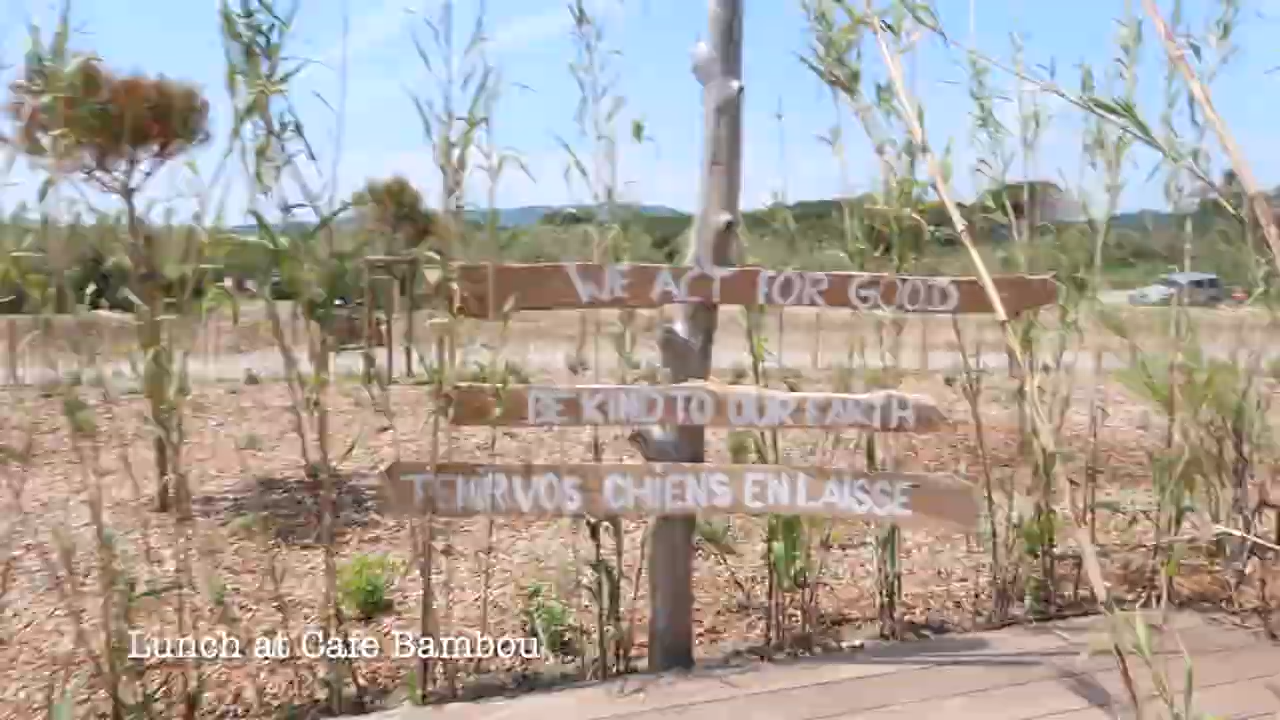 WE ACT FOR GOOD
BE KIND TO OUR EARTH
TENIR VOS CHIENS EN LAISSE
Lunch at Cafe Bambou